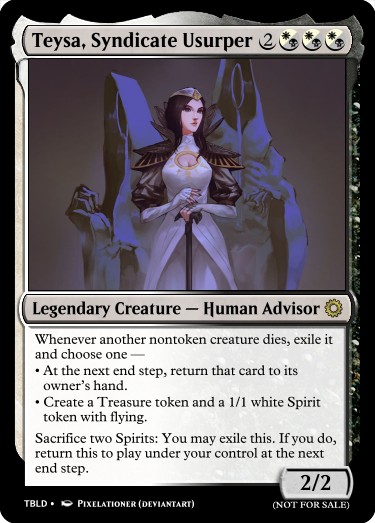 Teysa, Syndicate Usurper 2
Legendary Creature — Human Advisor
Whenever another nontoken creature dies, exile it
and choose one —
• At the next end step, return that card to its
owner's hand.
• Create a Treasure token and a 1/1 white Spirit
token with flying.
Sacrifice two Spirits: You may exile this. If you do,
return this to play under your control at the next
end step.
2/2
TBLD • Pixelationer (deviantart)
(NOT FOR SALE)